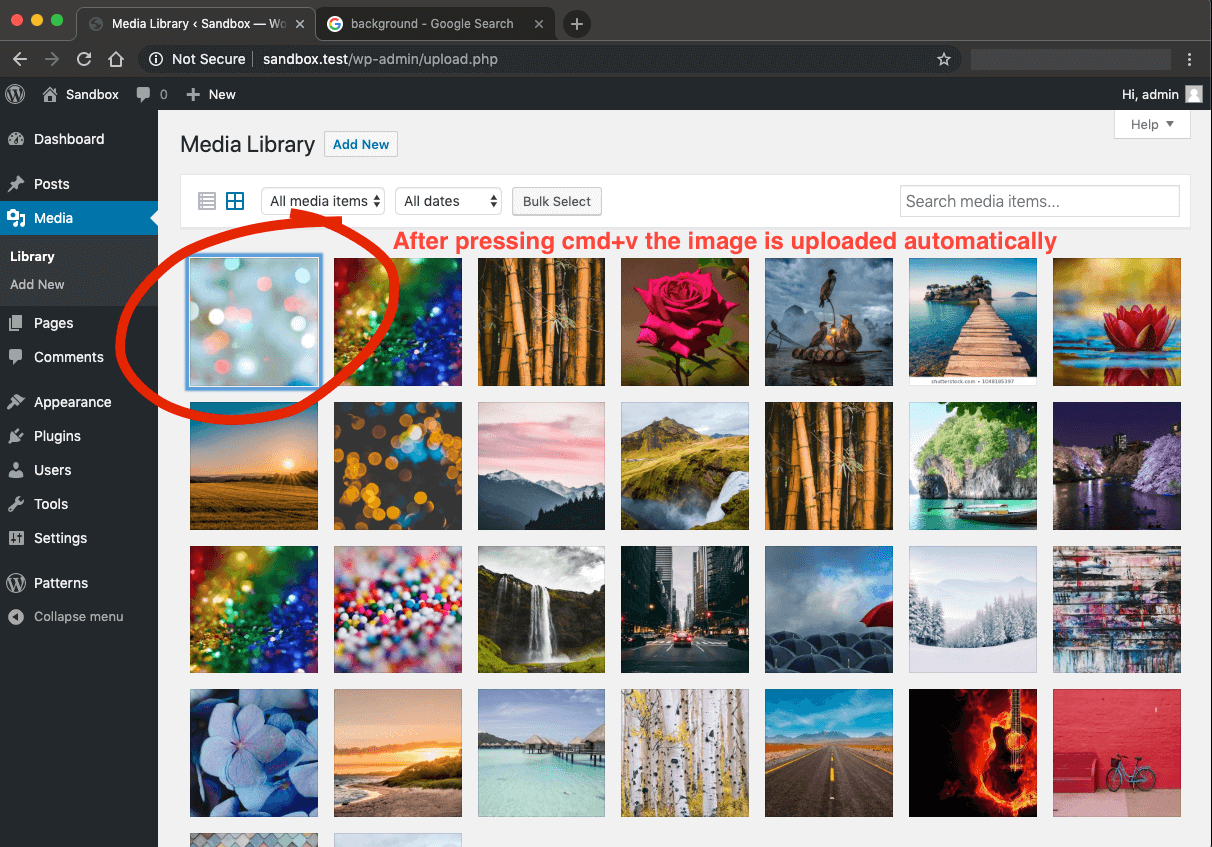 Media Library ‹ Sandbox — Wo
background - Google Search
Not Secure
sandbox.test/wp-admin/upload.php
Sandbox
0
New
Hi, admin
Dashboard
Posts
Media
Library
Add New
Pages
Comments
Appearance
Plugins
Users
Tools
Settings
Patterns
Collapse menu
Help
Media Library
Add New
All media items
All dates
Bulk Select
Search media items...
After pressing cmd+v the image is uploaded automatically
shutterstock.com • 1048185397